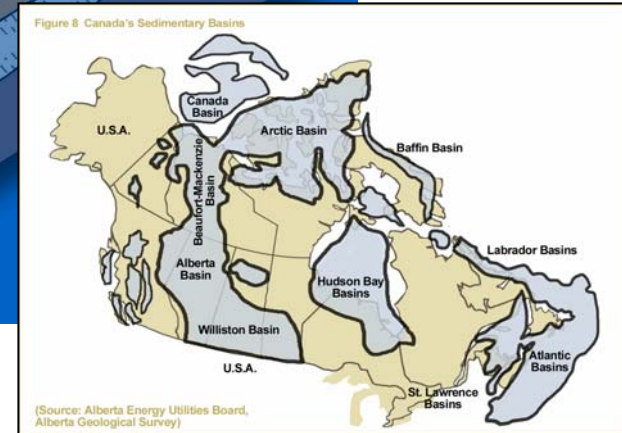 Figure 8 Canada's Sedimentary Basins
Canada
Basin
U.S.A.
Arctic Basin
Baffin Basin
Beaufort-Mackenzie
Basin
Labrador Basins
Alberta
Basin
Hudson Bay
Basins
Williston Basin
Atlantic
Basins
U.S.A.
St. Lawrence
Basins
(Source: Alberta Energy Utilities Board,
Alberta Geological Survey)